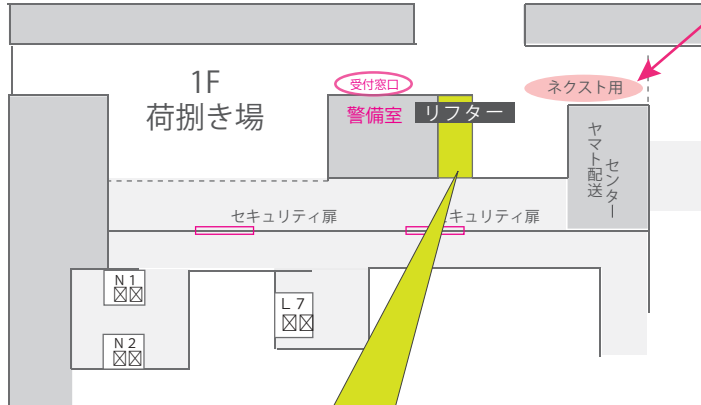 1F
荷捌き場
受付窓口
警備室
リフター
ネクスト用
ヤマト配送
センター
セキュリティ扉
キュリティ扉
N1
N2
L7